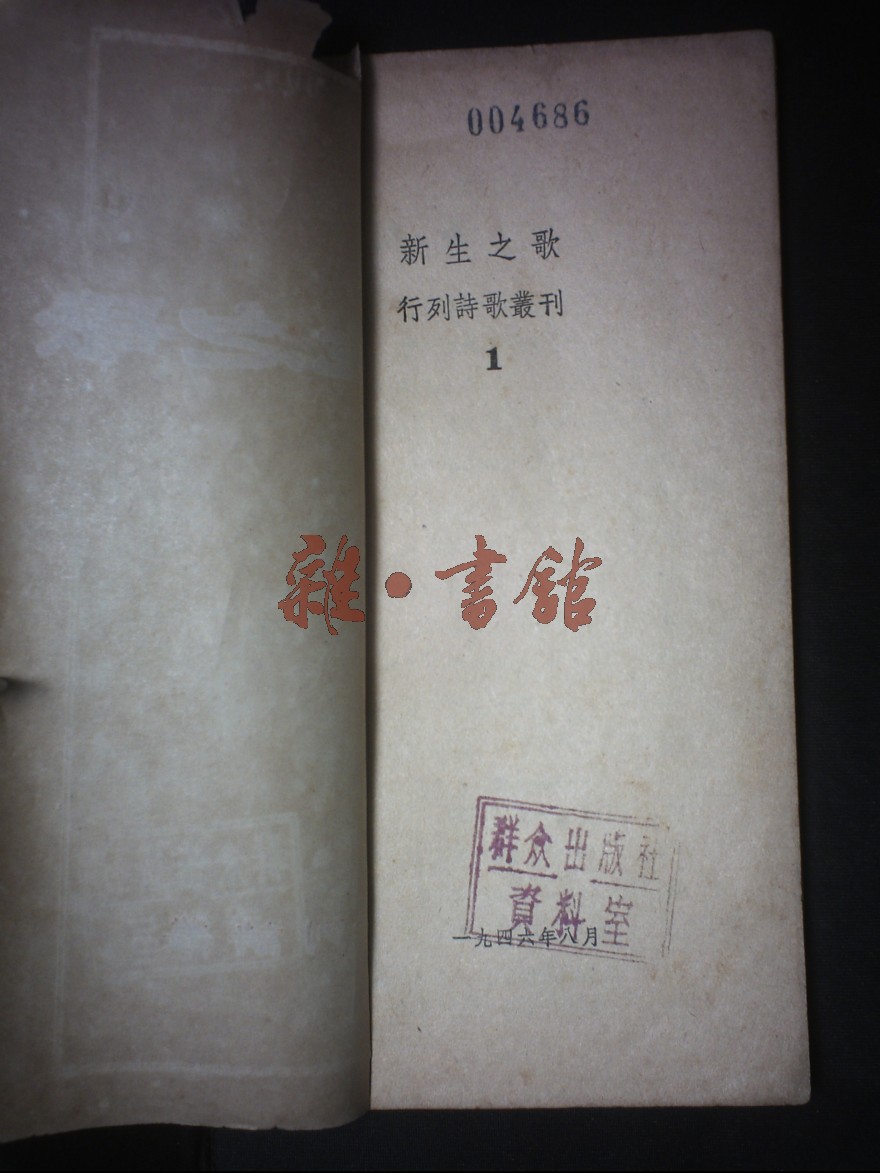 004686
新生之歌
行列詩歌叢刊
1
雜·書館
群众出版社
資料室
一九四六年八月